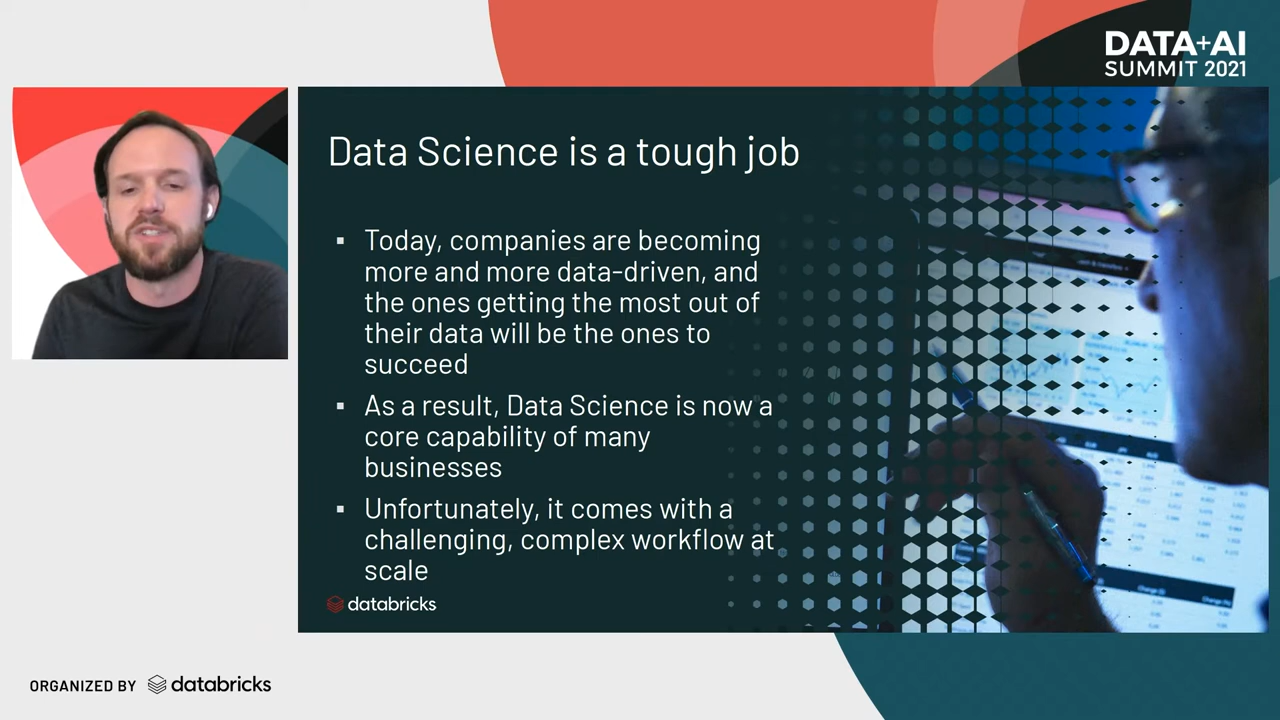 DATA+AI
SUMMIT 2021
Data Science is a tough job
▪ Today, companies are becoming
more and more data-driven, and
the ones getting the most out of
their data will be the ones to
succeed
▪ As a result, Data Science is now a
core capability of many
businesses
▪ Unfortunately, it comes with a
challenging, complex workflow at
scale
databricks
ORGANIZED BY databricks